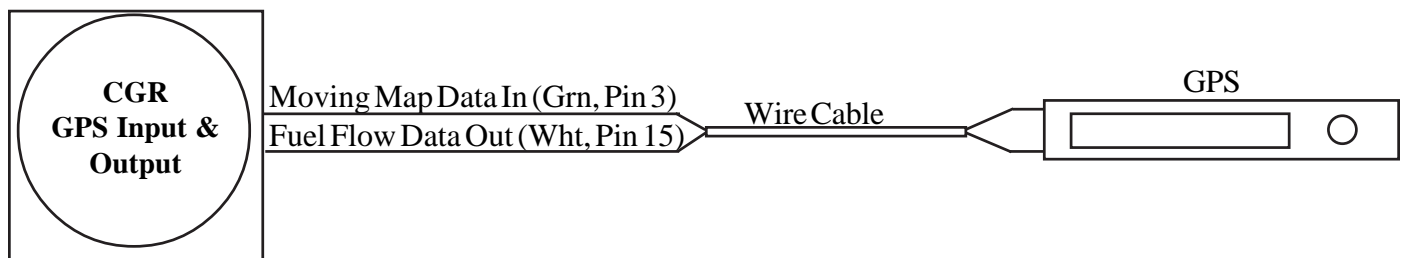 CGR
GPS Input &
Output
Moving Map Data In (Grn, Pin 3)
Fuel Flow Data Out (Wht, Pin 15)
Wire Cable
GPS